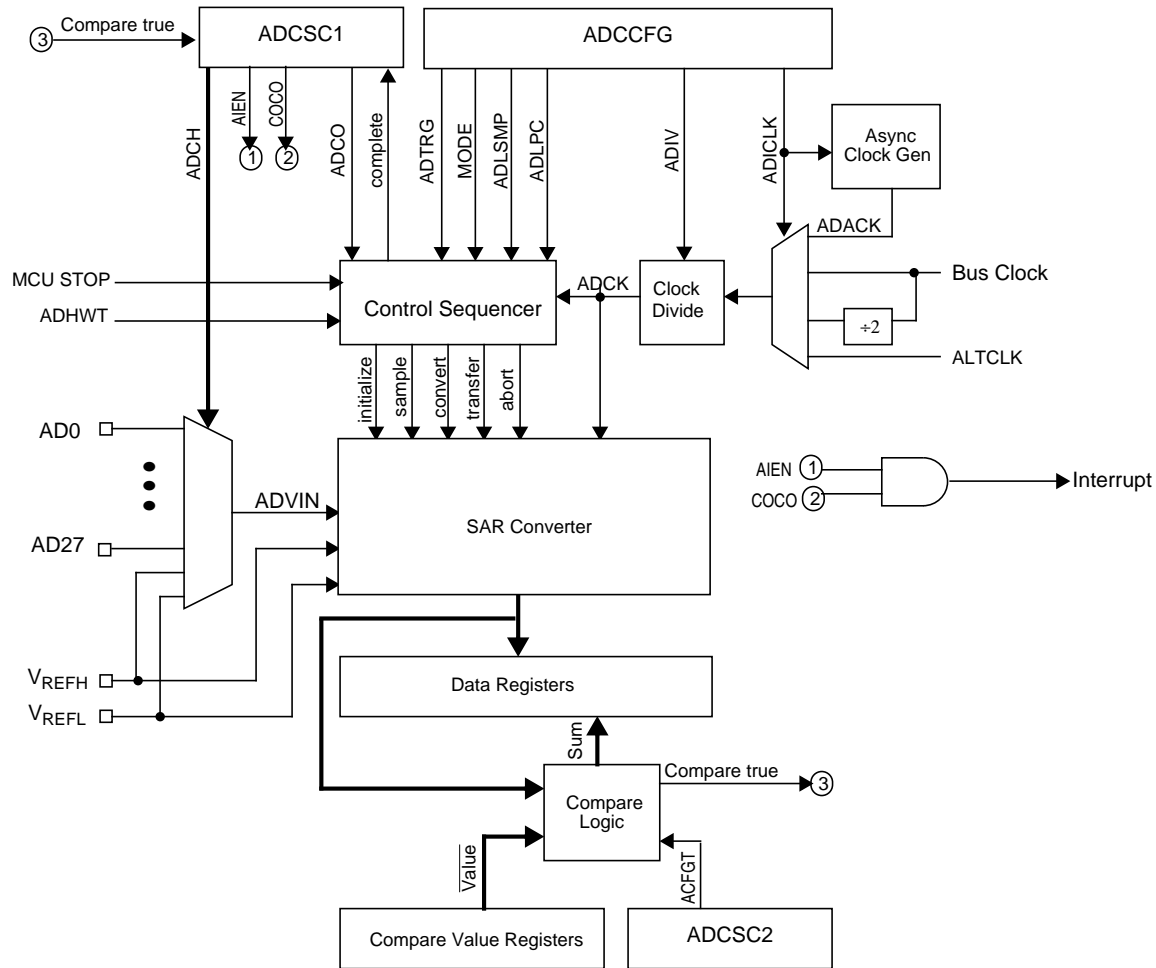 3
Compare true
ADCSC1
ADCCFG
ADCH
AIEN
COCO
1
2
ADCO
complete
ADTRG
MODE
ADLSMP
ADLPC
ADIV
ADICLK
Async
Clock Gen
ADACK
MCU STOP
ADHWT
Control Sequencer
ADCK
Clock
Divide
Bus Clock
÷2
ALTCLK
initialize
sample
convert
transfer
abort
AD0
AD27
ADVIN
SAR Converter
AIEN 1
COCO 2
Interrupt
VREFH
VREFL
Data Registers
Sum
Compare true
3
Compare
Logic
Value
ACFGT
Compare Value Registers
ADCSC2